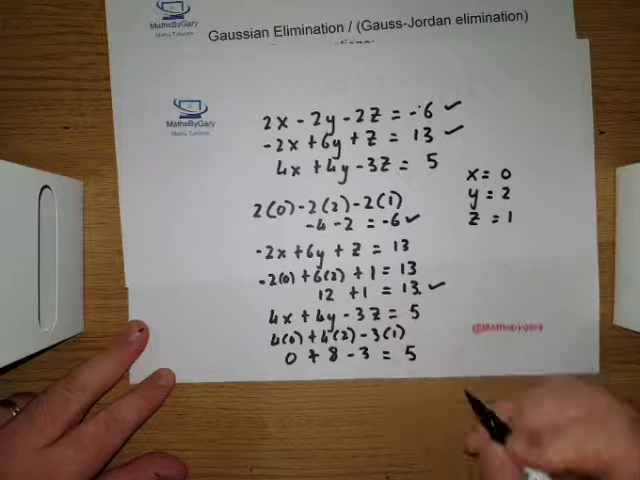 MathsByGary
Maths Tutorials
Gaussian Elimination / (Gauss-Jordan elimination)
MathsByGary
Maths Tutorials
2x - 2y - 2z = -6 ✓
-2x + 6y + z = 13 ✓
4x + 4y - 3z = 5
x = 0
y = 2
z = 1
2(0) - 2(2) - 2(1)
-4 - 2 = -6 ✓
-2x + 6y + z = 13
-2(0) + 6(2) + 1 = 13
12 + 1 = 13 ✓
4x + 4y - 3z = 5
4(0) + 4(2) - 3(1)
0 + 8 - 3 = 5
@Mathsbygary